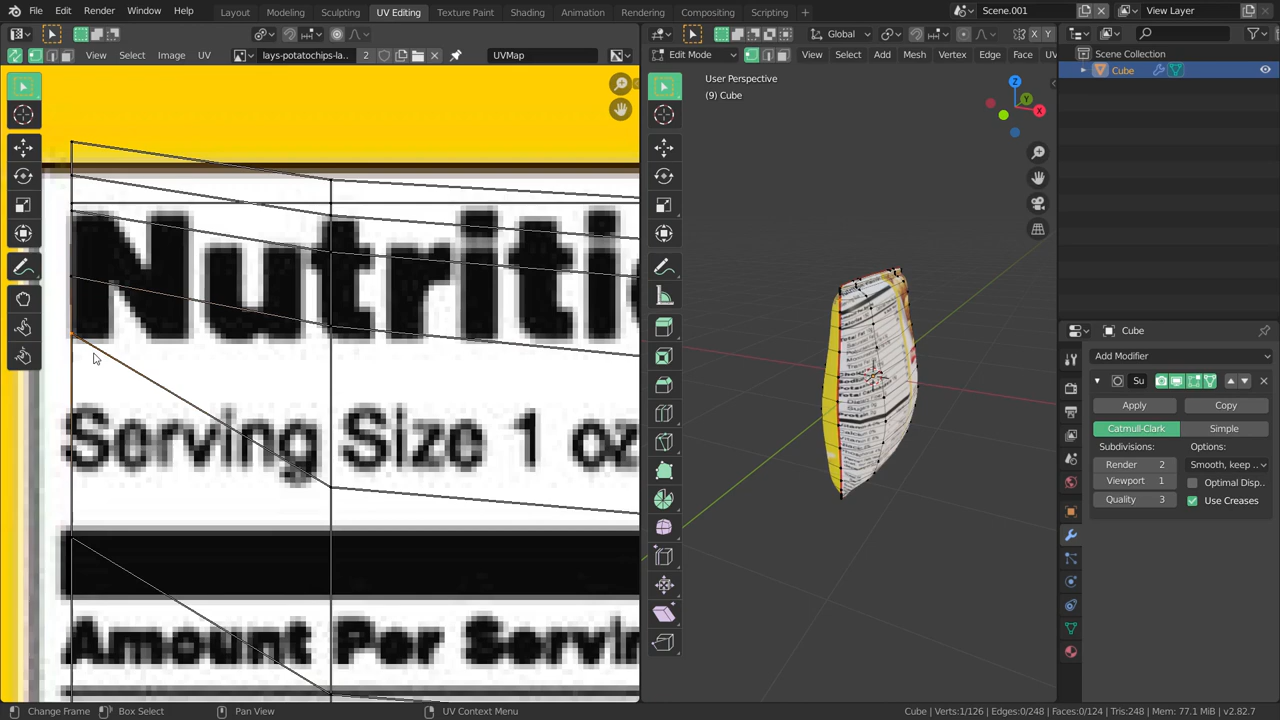 File Edit Render Window Help Layout Modeling Sculpting UV Editing Texture Paint Shading Animation Rendering Compositing Scripting + Scene.001 View Layer
View Select Image UV lays-potatochips-la.. 2 UVMap
Global X Y
Edit Mode View Select Add Mesh Vertex Edge Face UV
Scene Collection
Cube
User Perspective
(9) Cube
Z
Y
X
Nutriti
Serving Size 1 oz
Amount Per Servin
Cube
Add Modifier
Su
Apply Copy
Catmull-Clark Simple
Subdivisions: Options:
Render 2 Smooth, keep ..
Viewport 1 Optimal Disp..
Quality 3 Use Creases
Change Frame Box Select Pan View UV Context Menu Cube | Verts:1/126 | Edges:0/248 | Faces:0/124 | Tris:248 | Mem: 77.1 MiB | v2.82.7